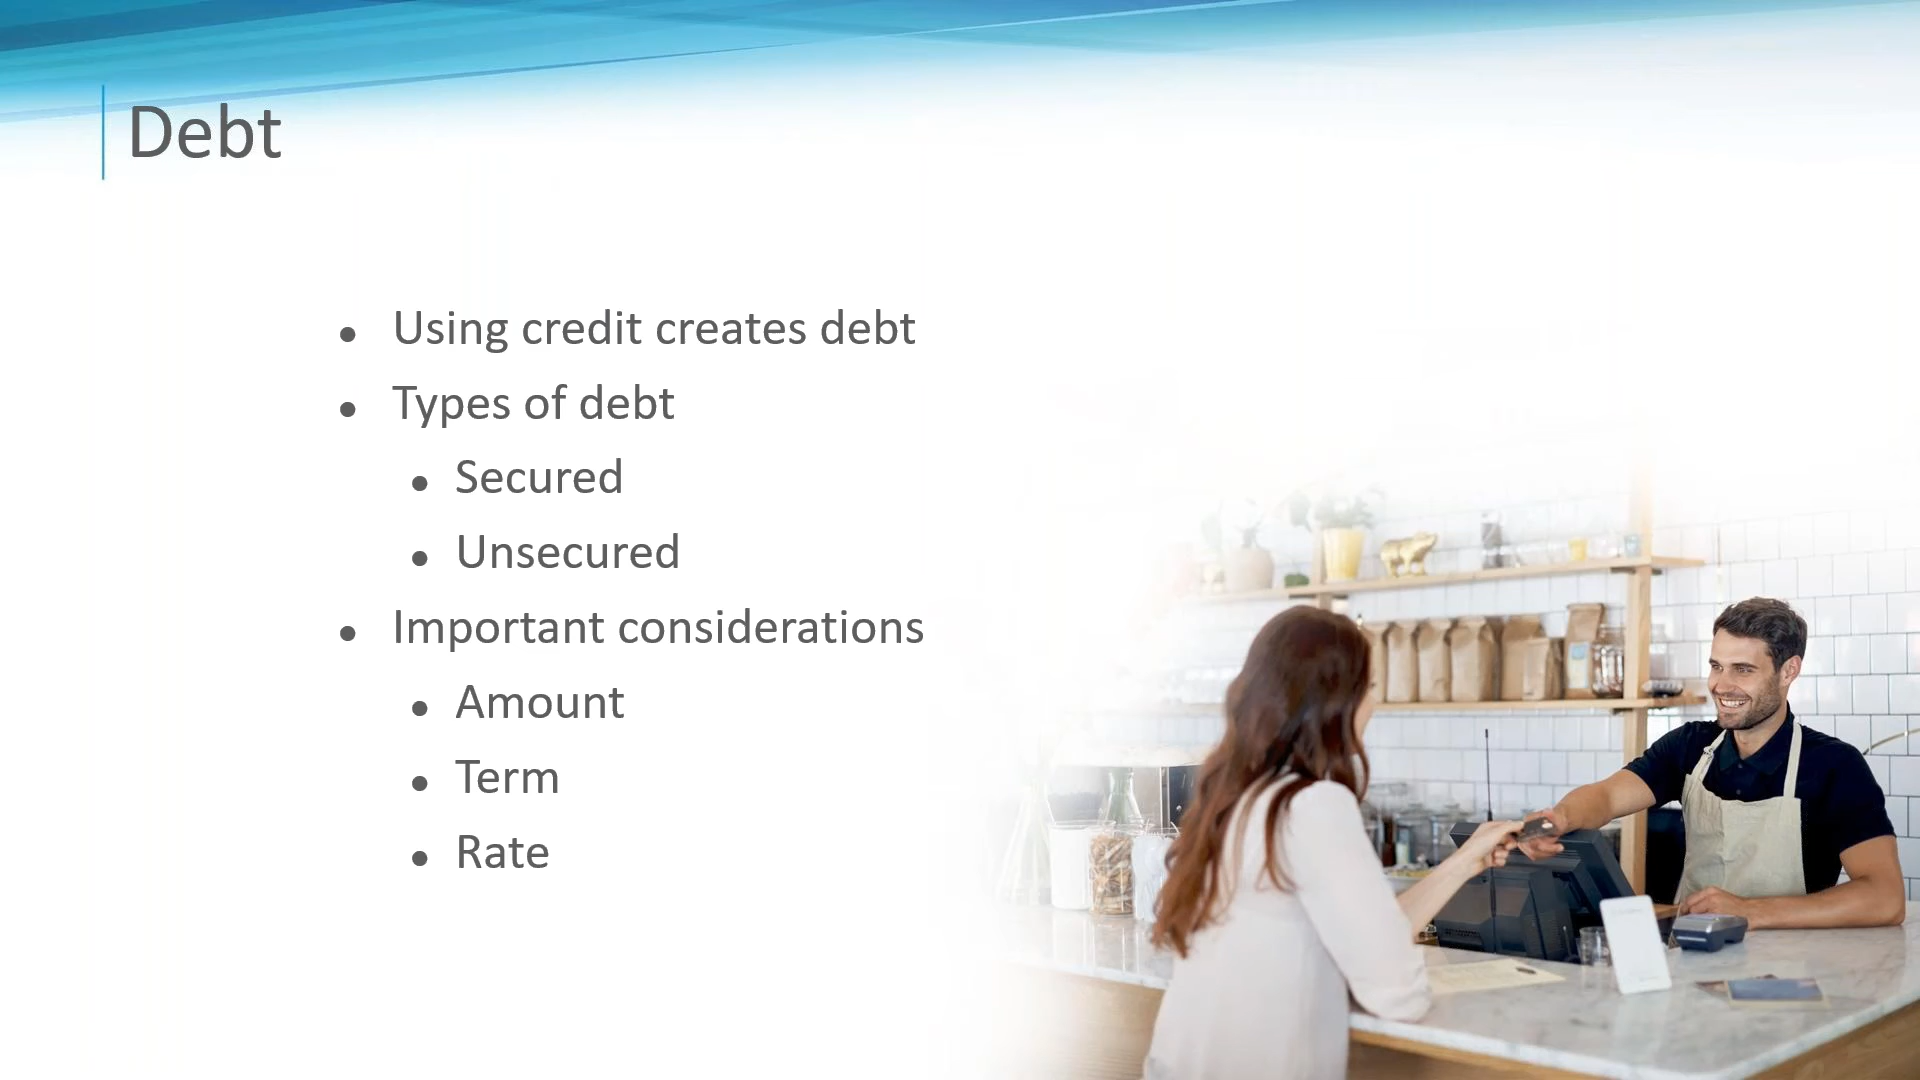 Debt
• Using credit creates debt
• Types of debt
• Secured
• Unsecured
• Important considerations
• Amount
• Term
• Rate